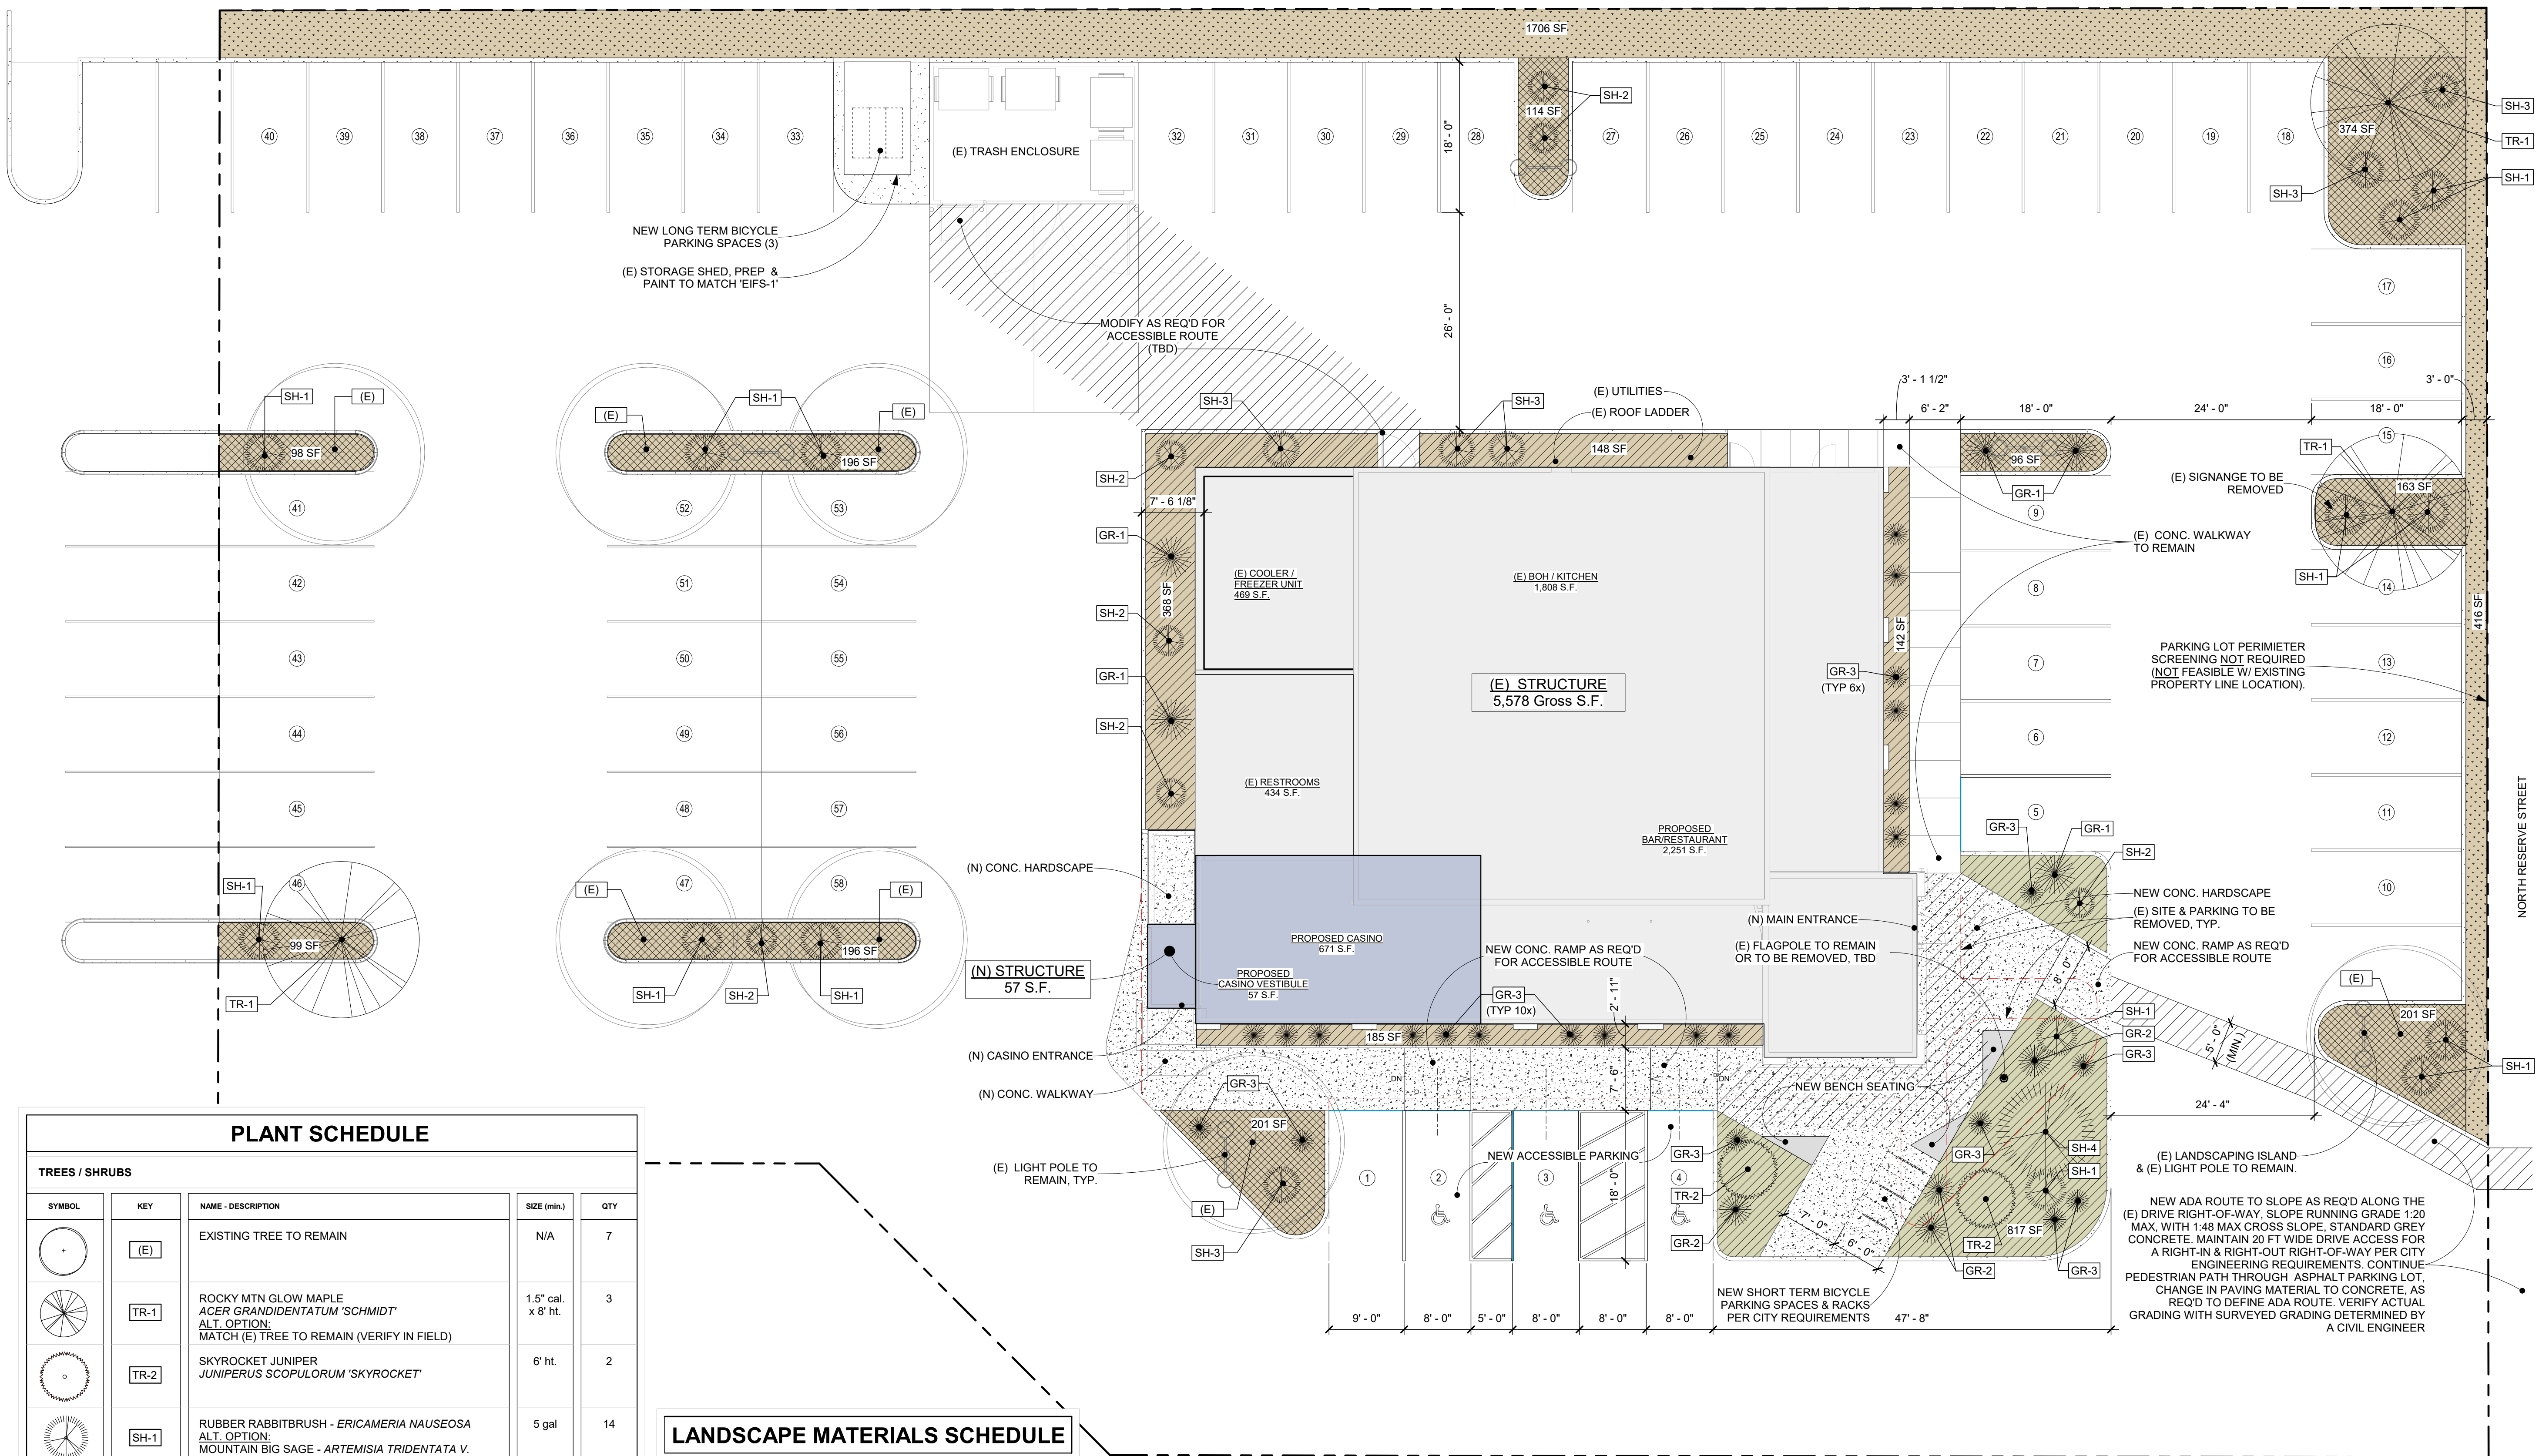 1706 SF
SH-2
114 SF
SH-3
TR-1
SH-1
374 SF
SH-3
40
39
38
37
36
35
34
33
(E) TRASH ENCLOSURE
32
31
30
29
28
27
26
25
24
23
22
21
20
19
18
18' - 0"
26' - 0"
NEW LONG TERM BICYCLE
PARKING SPACES (3)
(E) STORAGE SHED, PREP &
PAINT TO MATCH 'EIFS-1'
MODIFY AS REQ'D FOR
ACCESSIBLE ROUTE
(TBD)
17
16
SH-1
(E)
98 SF
(E)
SH-1
(E)
196 SF
SH-3
SH-3
(E) UTILITIES
(E) ROOF LADDER
148 SF
3' - 1 1/2"
6' - 2"
18' - 0"
24' - 0"
18' - 0"
3' - 0"
SH-2
7' - 6 1/8"
96 SF
GR-1
TR-1
15
(E) SIGNANGE TO BE
REMOVED
163 SF
SH-1
14
41
52
53
42
51
54
43
50
55
44
49
56
45
48
57
46
47
58
GR-1
SH-2
GR-1
SH-2
368 SF
(E) COOLER /
FREEZER UNIT
469 S.F.
(E) BOH / KITCHEN
1,808 S.F.
(E) STRUCTURE
5,578 Gross S.F.
(E) RESTROOMS
434 S.F.
PROPOSED
BAR/RESTAURANT
2,251 S.F.
GR-3
(TYP 6x)
142 SF
9
8
7
6
5
(E) CONC. WALKWAY
TO REMAIN
416 SF
PARKING LOT PERIMIETER
SCREENING NOT REQUIRED
(NOT FEASIBLE W/ EXISTING
PROPERTY LINE LOCATION).
13
12
11
10
NORTH RESERVE STREET
SH-1
99 SF
TR-1
(E)
(E)
196 SF
SH-1
SH-2
SH-1
(N) CONC. HARDSCAPE
(N) STRUCTURE
57 S.F.
PROPOSED CASINO
671 S.F.
PROPOSED
CASINO VESTIBULE
57 S.F.
NEW CONC. RAMP AS REQ'D
FOR ACCESSIBLE ROUTE
GR-3
(TYP 10x)
2' - 11"
185 SF
(N) MAIN ENTRANCE
(E) FLAGPOLE TO REMAIN
OR TO BE REMOVED, TBD
GR-3
GR-1
SH-2
NEW CONC. HARDSCAPE
(E) SITE & PARKING TO BE
REMOVED, TYP.
NEW CONC. RAMP AS REQ'D
FOR ACCESSIBLE ROUTE
8' - 0"
SH-1
GR-2
GR-3
(E)
201 SF
SH-1
5' - 0"
(MIN.)
24' - 4"
(N) CASINO ENTRANCE
(N) CONC. WALKWAY
GR-3
201 SF
(E) LIGHT POLE TO
REMAIN, TYP.
(E)
SH-3
DN
DN
7' - 6"
NEW BENCH SEATING
NEW ACCESSIBLE PARKING
1
2
3
4
18' - 0"
GR-3
TR-2
GR-2
GR-3
SH-4
SH-1
817 SF
TR-2
GR-2
GR-3
7' - 0"
6' - 0"
NEW SHORT TERM BICYCLE
PARKING SPACES & RACKS
PER CITY REQUIREMENTS
9' - 0"
8' - 0"
5' - 0"
8' - 0"
8' - 0"
8' - 0"
47' - 8"
(E) LANDSCAPING ISLAND
& (E) LIGHT POLE TO REMAIN.
NEW ADA ROUTE TO SLOPE AS REQ'D ALONG THE
(E) DRIVE RIGHT-OF-WAY, SLOPE RUNNING GRADE 1:20
MAX, WITH 1:48 MAX CROSS SLOPE, STANDARD GREY
CONCRETE. MAINTAIN 20 FT WIDE DRIVE ACCESS FOR
A RIGHT-IN & RIGHT-OUT RIGHT-OF-WAY PER CITY
ENGINEERING REQUIREMENTS. CONTINUE
PEDESTRIAN PATH THROUGH ASPHALT PARKING LOT,
CHANGE IN PAVING MATERIAL TO CONCRETE, AS
REQ'D TO DEFINE ADA ROUTE. VERIFY ACTUAL
GRADING WITH SURVEYED GRADING DETERMINED BY
A CIVIL ENGINEER
PLANT SCHEDULE
TREES / SHRUBS
SYMBOL KEY NAME - DESCRIPTION SIZE (min.) QTY
(E) EXISTING TREE TO REMAIN N/A 7
TR-1 ROCKY MTN GLOW MAPLE 1.5" cal. 3
ACER GRANDIDENTATUM 'SCHMIDT' x 8' ht.
ALT. OPTION:
MATCH (E) TREE TO REMAIN (VERIFY IN FIELD)
TR-2 SKYROCKET JUNIPER 6' ht. 2
JUNIPERUS SCOPULORUM 'SKYROCKET'
SH-1 RUBBER RABBITBRUSH - ERICAMERIA NAUSEOSA 5 gal 14
ALT. OPTION:
MOUNTAIN BIG SAGE - ARTEMISIA TRIDENTATA V.
LANDSCAPE MATERIALS SCHEDULE